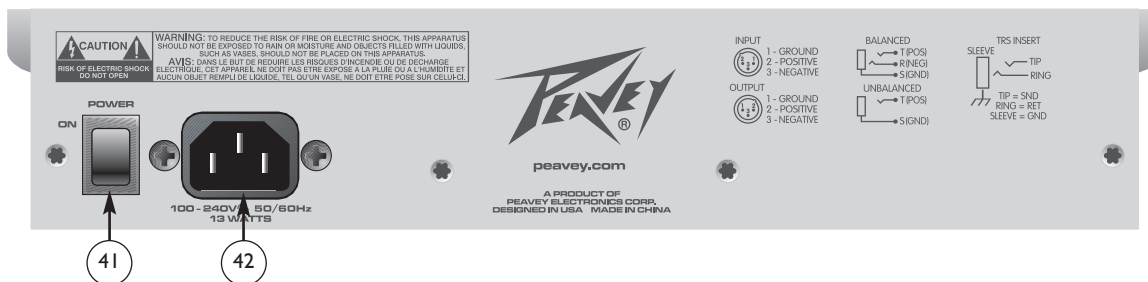 CAUTION
RISK OF ELECTRIC SHOCK
DO NOT OPEN
WARNING: TO REDUCE THE RISK OF FIRE OR ELECTRIC SHOCK, THIS APPARATUS
SHOULD NOT BE EXPOSED TO RAIN OR MOISTURE AND OBJECTS FILLED WITH LIQUIDS,
SUCH AS VASES, SHOULD NOT BE PLACED ON THIS APPARATUS.
AVIS: DANS LE BUT DE REDUIRE LES RISQUES D'INCENDIE OU DE DECHARGE
ELECTRIQUE, CET APPAREIL NE DOIT PAS ETRE EXPOSE A LA PLUIE OU A L'HUMIDITE ET
AUCUN OBJET REMPLI DE LIQUIDE, TEL QU'UN VASE, NE DOIT ETRE POSE SUR CELUI-CI.
POWER
ON
100 - 240V~ 50/60Hz
13 WATTS
41
42
PEAVEY
®
peavey.com
A PRODUCT OF
PEAVEY ELECTRONICS CORP.
DESIGNED IN USA MADE IN CHINA
INPUT
1 - GROUND
2 - POSITIVE
3 - NEGATIVE
OUTPUT
1 - GROUND
2 - POSITIVE
3 - NEGATIVE
BALANCED
T (POS)
R (NEG)
S (GND)
UNBALANCED
T (POS)
S (GND)
TRS INSERT
SLEEVE
TIP
RING
TIP = SND
RING = RET
SLEEVE = GND